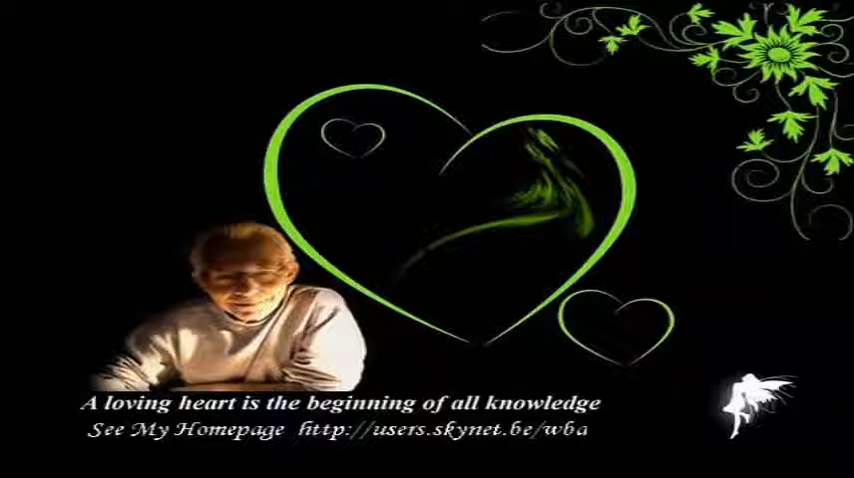 A loving heart is the beginning of all knowledge
See My Homepage http://users.skynet.be/wba